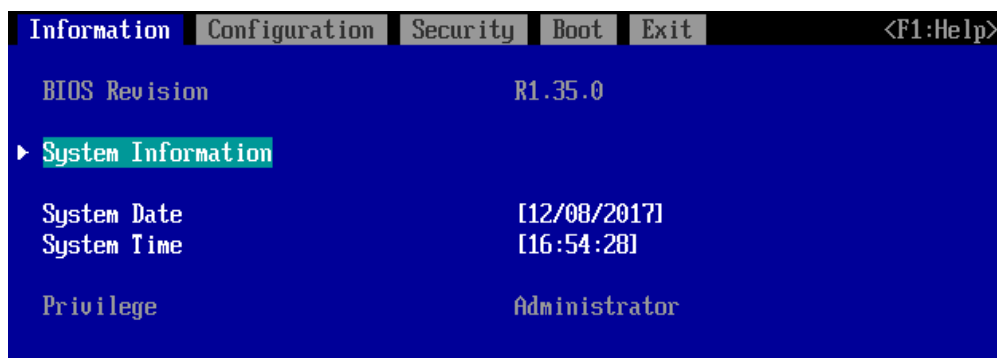 Information Configuration Security Boot Exit <F1:Help>
BIOS Revision R1.35.0
System Information
System Date [12/08/2017]
System Time [16:54:28]
Privilege Administrator